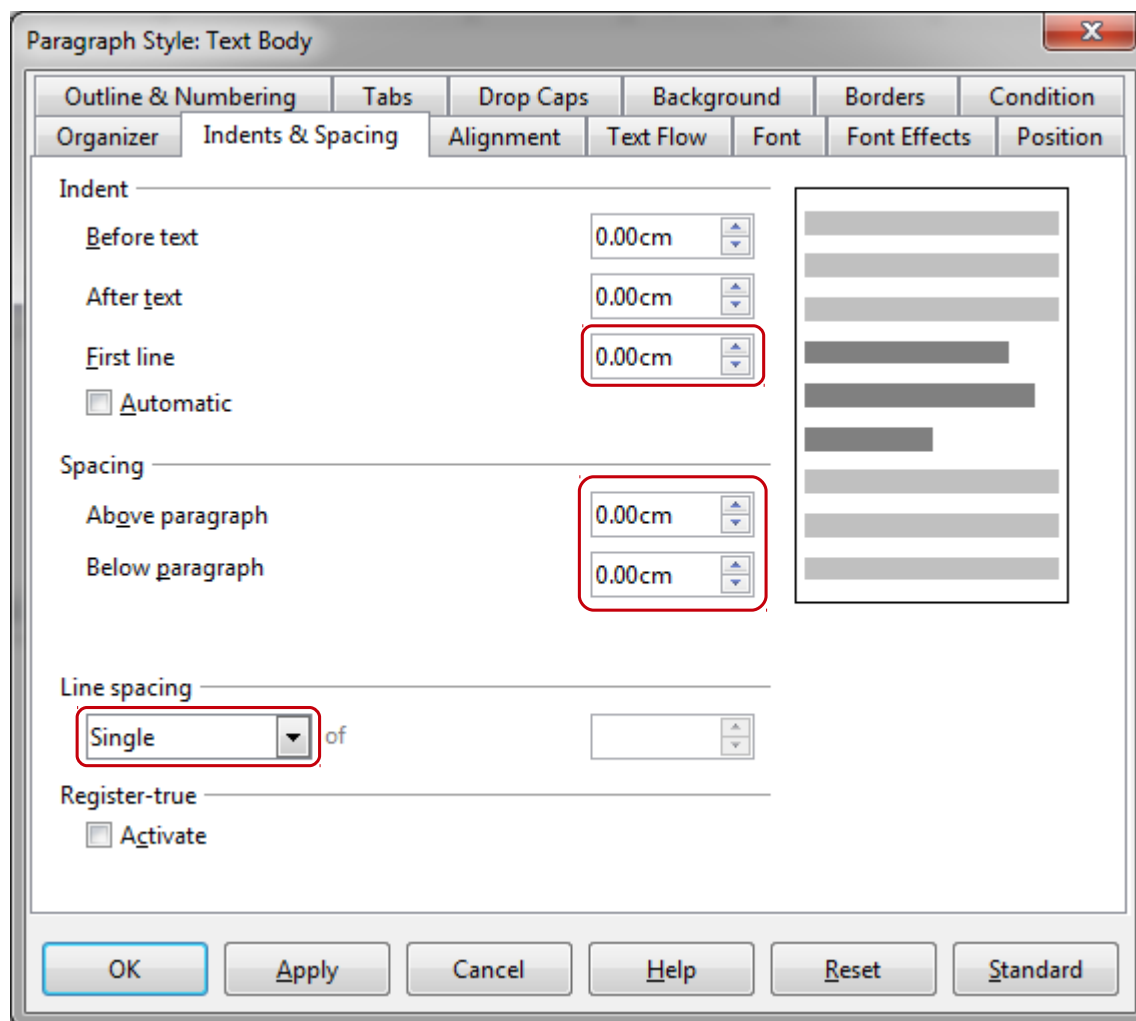 Paragraph Style: Text Body
Outline & Numbering Tabs Drop Caps Background Borders Condition
Organizer Indents & Spacing Alignment Text Flow Font Font Effects Position
Indent
Before text 0.00cm
After text 0.00cm
First line 0.00cm
Automatic
Spacing
Above paragraph 0.00cm
Below paragraph 0.00cm
Line spacing
Single of
Register-true
Activate
OK Apply Cancel Help Reset Standard